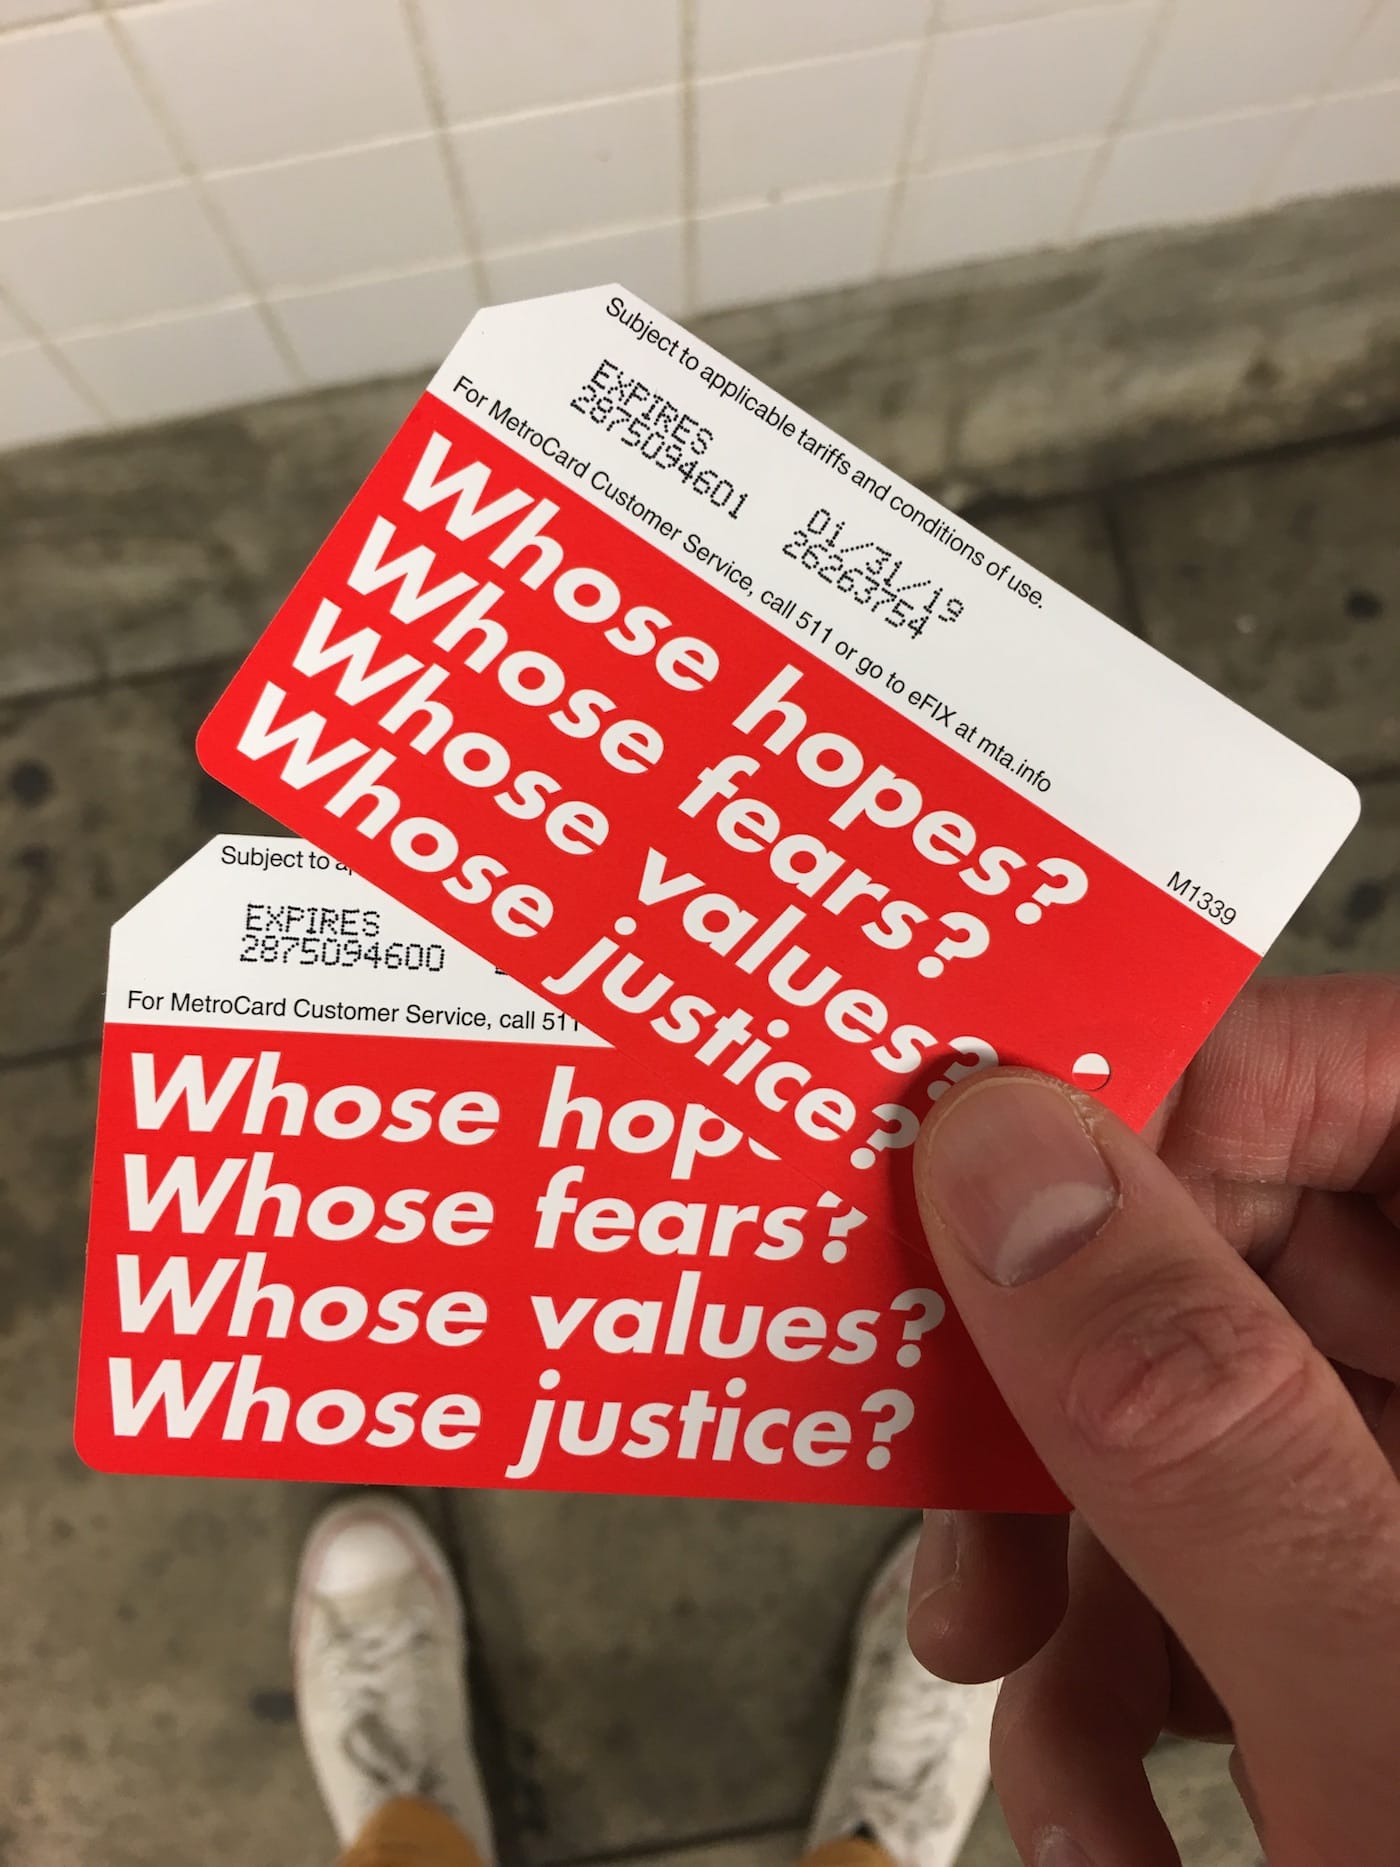 Subject to applicable tariffs and conditions of use.
EXPIRES 01/31/19
2875094601 26263754
For MetroCard Customer Service, call 511 or go to eFIX at mta.info
M1339
Whose hopes?
Whose fears?
Whose values?
Whose justice?
Subject to
EXPIRES
2875094600
For MetroCard Customer Service, call 511
Whose
Whose fears?
Whose values?
Whose justice?